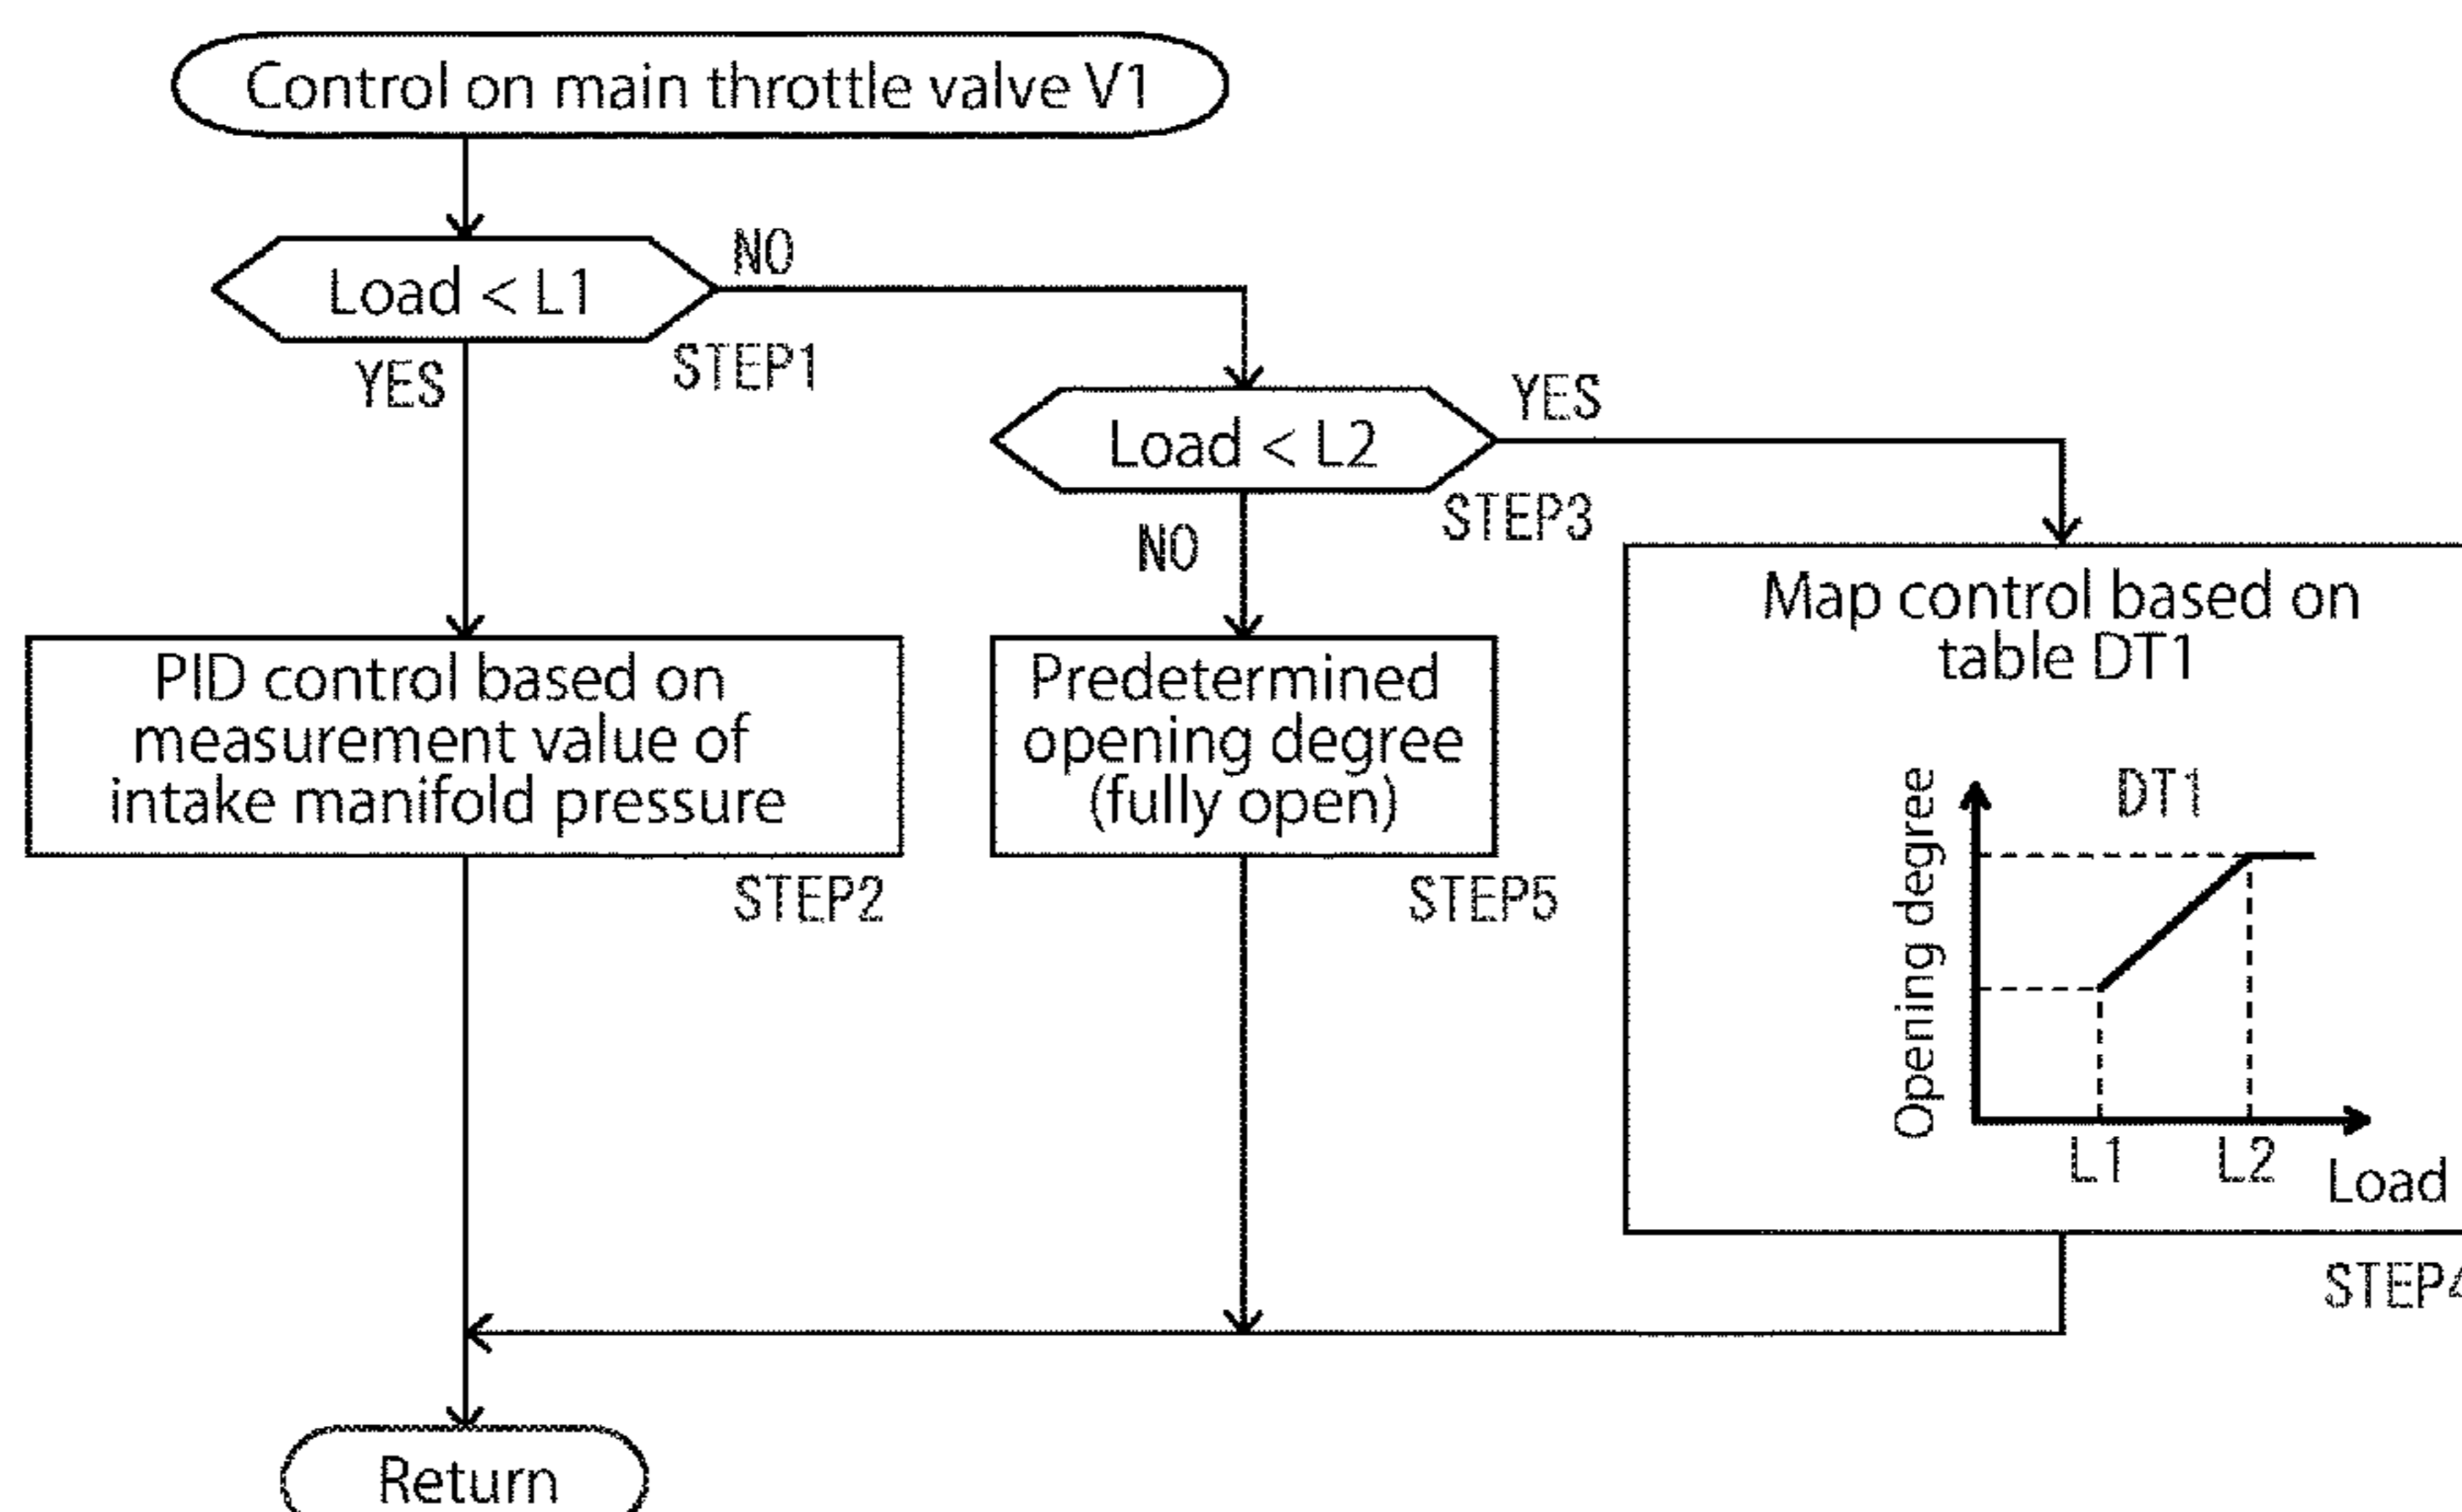 Control on main throttle valve V1
Load < L1
NO
YES
STEP1
Load < L2
YES
NO
STEP3
PID control based on
measurement value of
intake manifold pressure
STEP2
Predetermined
opening degree
(fully open)
STEP5
Map control based on
table DT1
DT1
Opening degree
L1
L2
Load
STEP4
Return